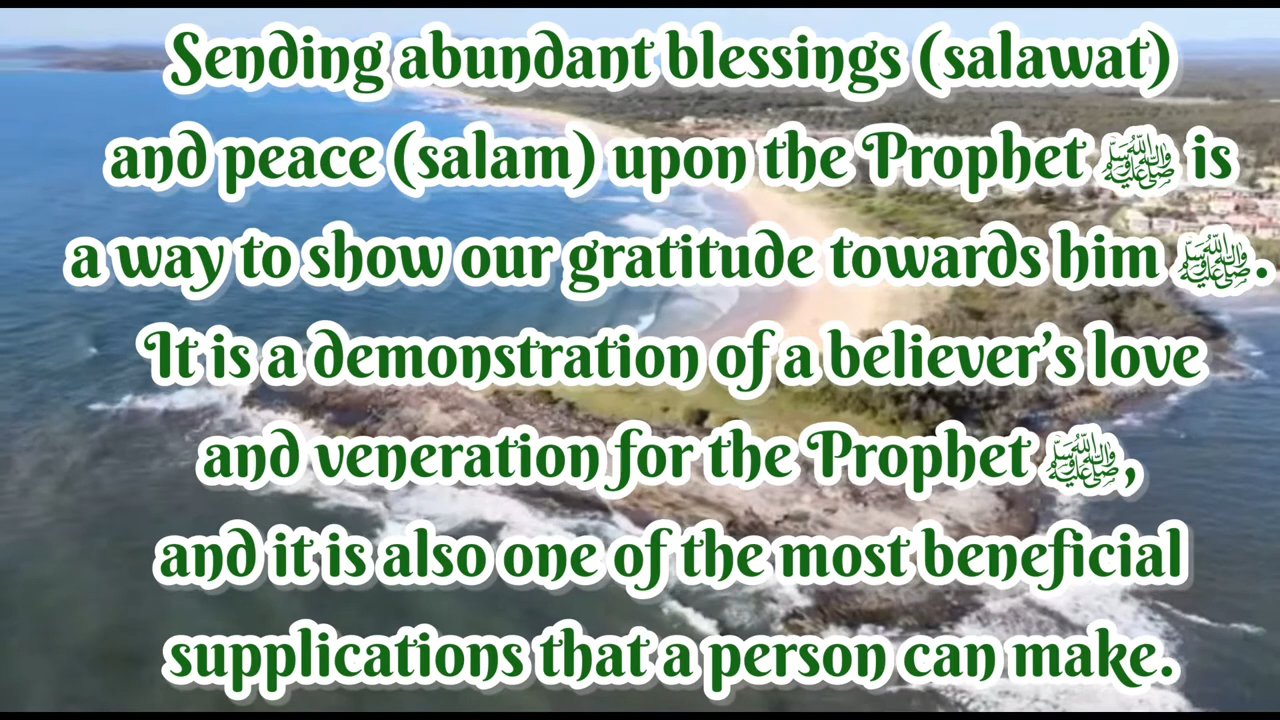 Sending abundant blessings (salawat)
and peace (salam) upon the Prophet ﷺ is
a way to show our gratitude towards him ﷺ.
It is a demonstration of a believer’s love
and veneration for the Prophet ﷺ,
and it is also one of the most beneficial
supplications that a person can make.